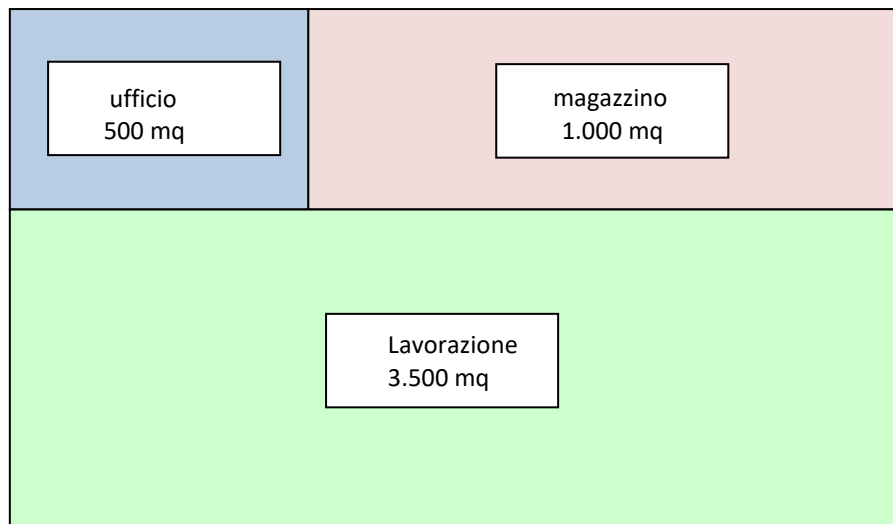 ufficio
500 mq
magazzino
1.000 mq
Lavorazione
3.500 mq